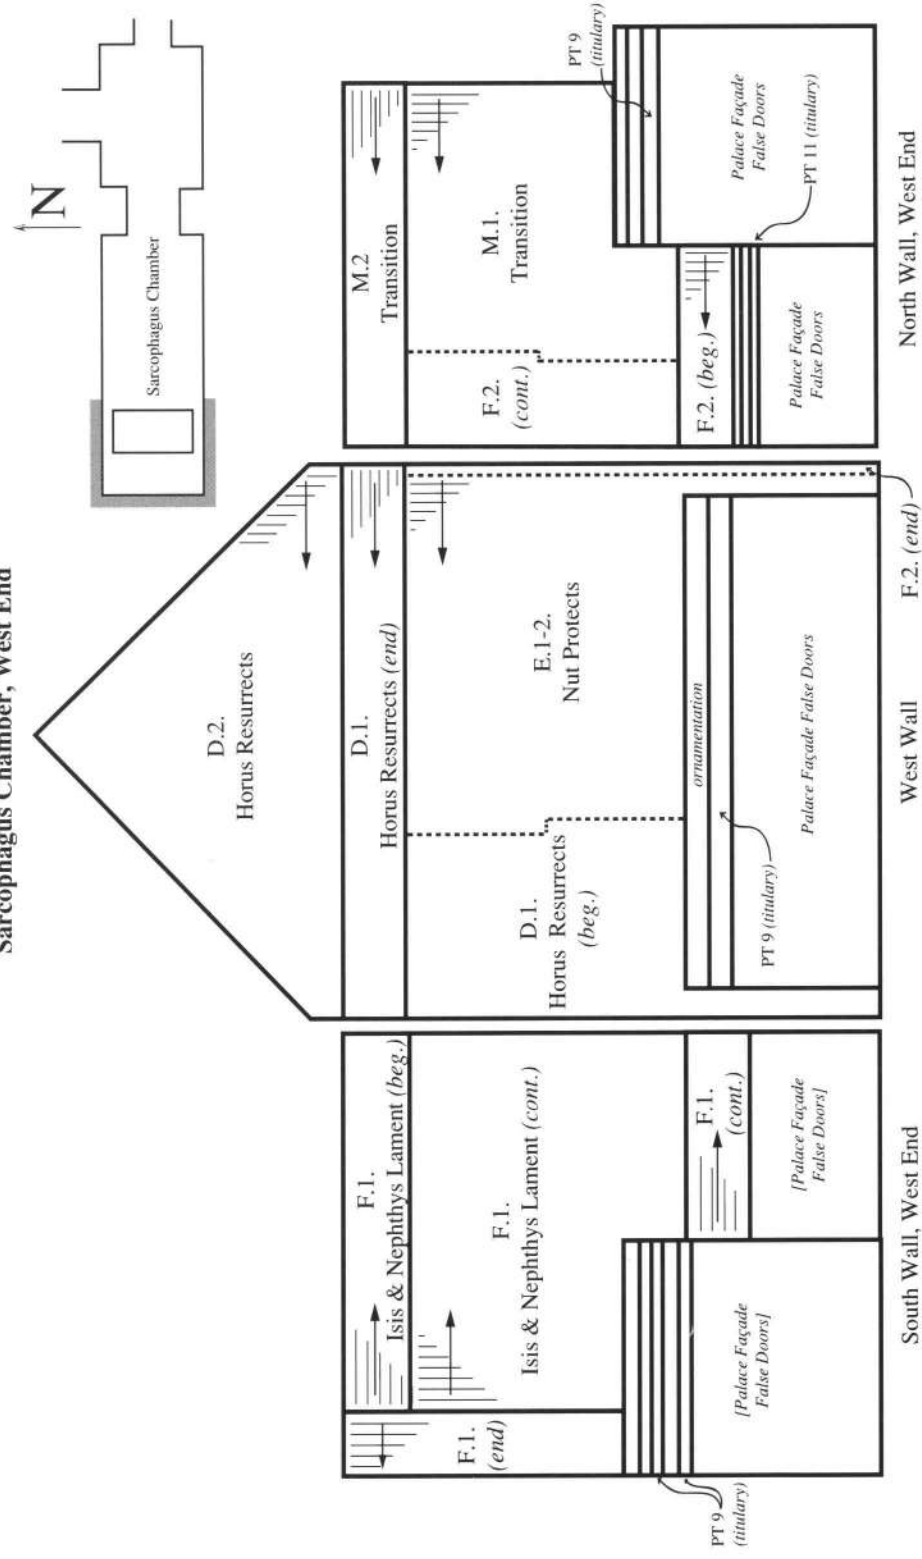 Sarcophagus Chamber, West End
N
Sarcophagus Chamber
F.1.
Isis & Nephthys Lament (beg.)
F.1.
(end)
F.1.
Isis & Nephthys Lament (cont.)
F.1.
(cont.)
PT 9
(titulary)
[Palace Façade
False Doors]
[Palace Façade
False Doors]
South Wall, West End
D.2.
Horus Resurrects
D.1.
Horus Resurrects (end)
D.1.
Horus Resurrects
(beg.)
E.1-2.
Nut Protects
ornamentation
PT 9 (titulary)
Palace Façade False Doors
West Wall
F.2. (end)
M.2
Transition
M.1.
Transition
F.2.
(cont.)
F.2. (beg.)
PT 9
(titulary)
Palace Façade
False Doors
PT 11 (titulary)
Palace Façade
False Doors
North Wall, West End